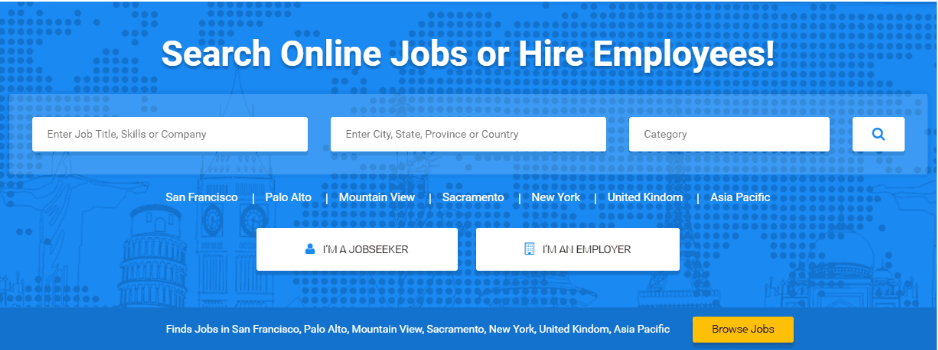 Search Online Jobs or Hire Employees!
Enter Job Title, Skills or Company
Enter City, State, Province or Country
Category
San Francisco | Palo Alto | Mountain View | Sacramento | New York | United Kindom | Asia Pacific
I'M A JOBSEEKER
I'M AN EMPLOYER
Finds Jobs in San Francisco, Palo Alto, Mountain View, Sacramento, New York, United Kindom, Asia Pacific
Browse Jobs